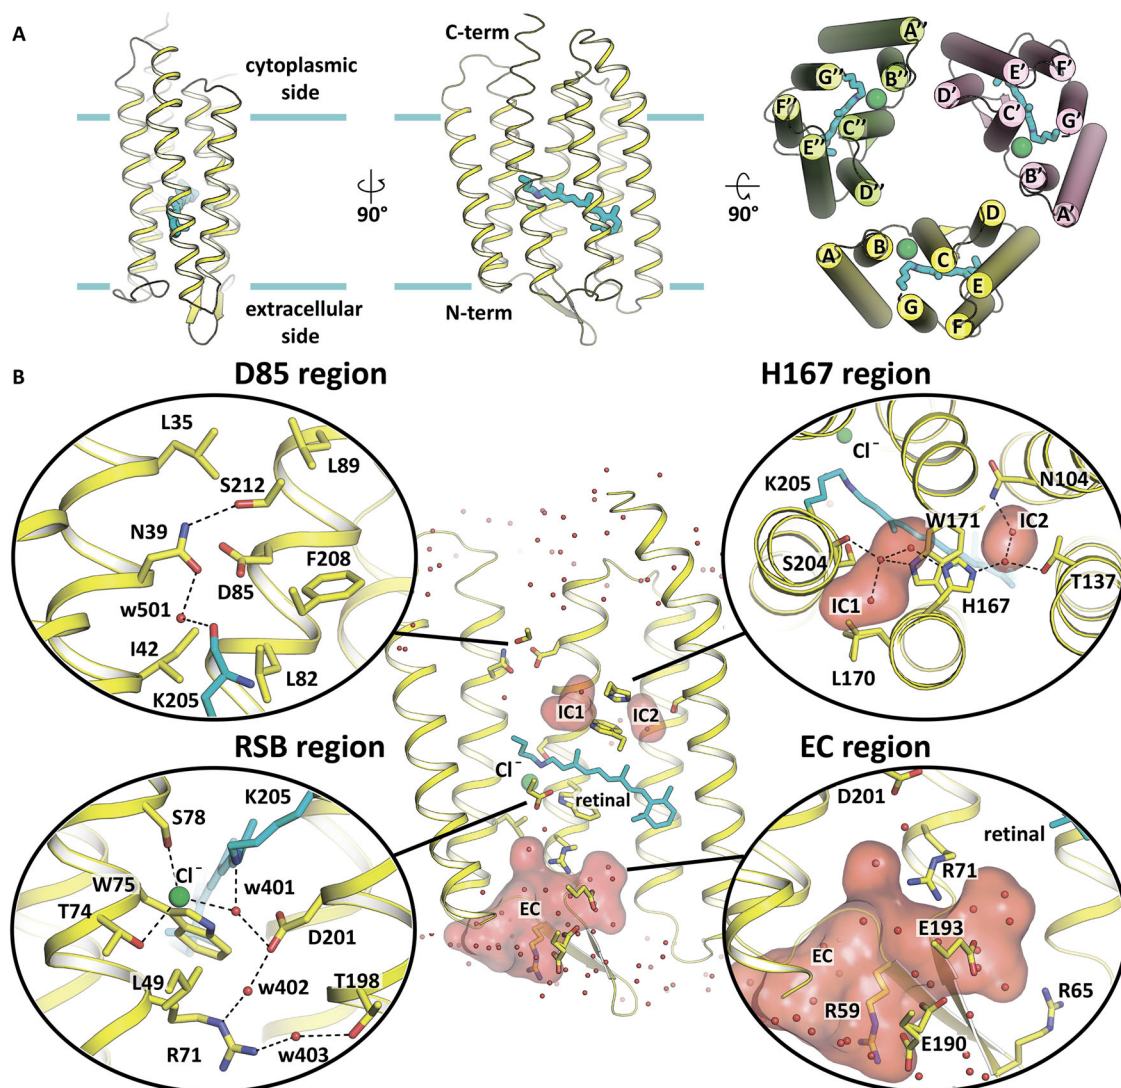 A
cytoplasmic
side
90°
extracellular
side
C-term
N-term
90°
A''
G''
B''
F''
C''
E''
D''
E'
F'
D'
C'
G'
B'
A'
D
B
A
C
E
G
F
B
D85 region
L35
L89
S212
N39
F208
D85
w501
I42
L82
K205
H167 region
Cl⁻
K205
N104
W171
IC2
S204
T137
IC1
H167
L170
IC1
IC2
Cl⁻
retinal
EC
RSB region
K205
S78
Cl⁻
w401
W75
T74
D201
L49
w402
T198
R71
w403
EC region
D201
retinal
R71
E193
EC
R65
R59
E190